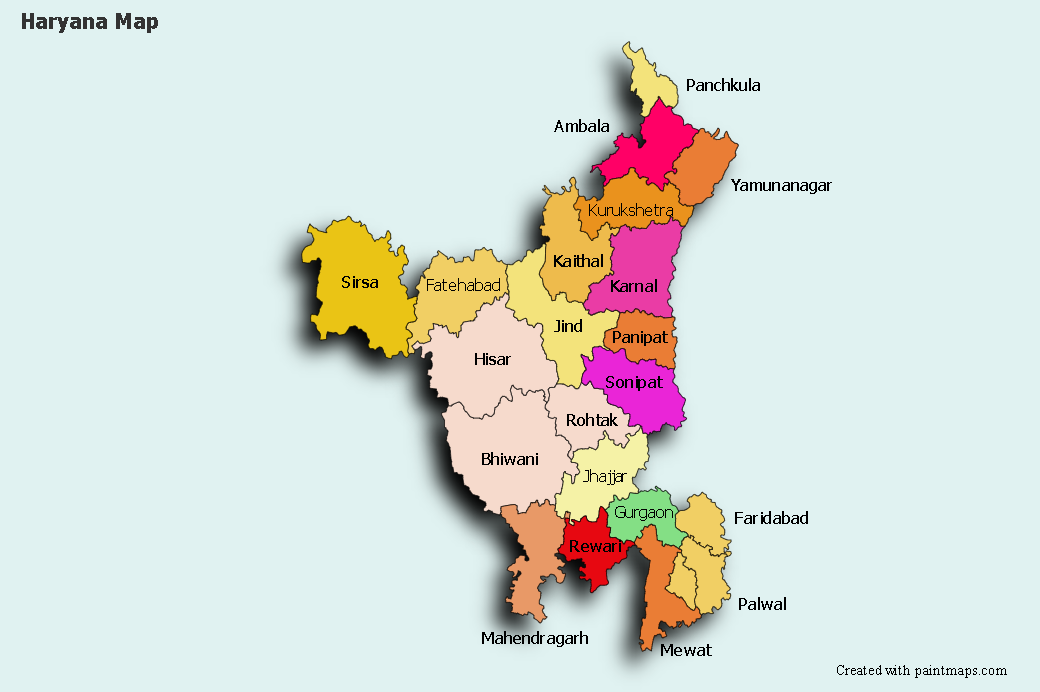 Haryana Map
Panchkula
Ambala
Yamunanagar
Kurukshetra
Kaithal
Sirsa
Fatehabad
Karnal
Jind
Panipat
Hisar
Sonipat
Rohtak
Bhiwani
Jhajjar
Gurgaon
Faridabad
Rewari
Palwal
Mahendragarh
Mewat
Created with paintmaps.com